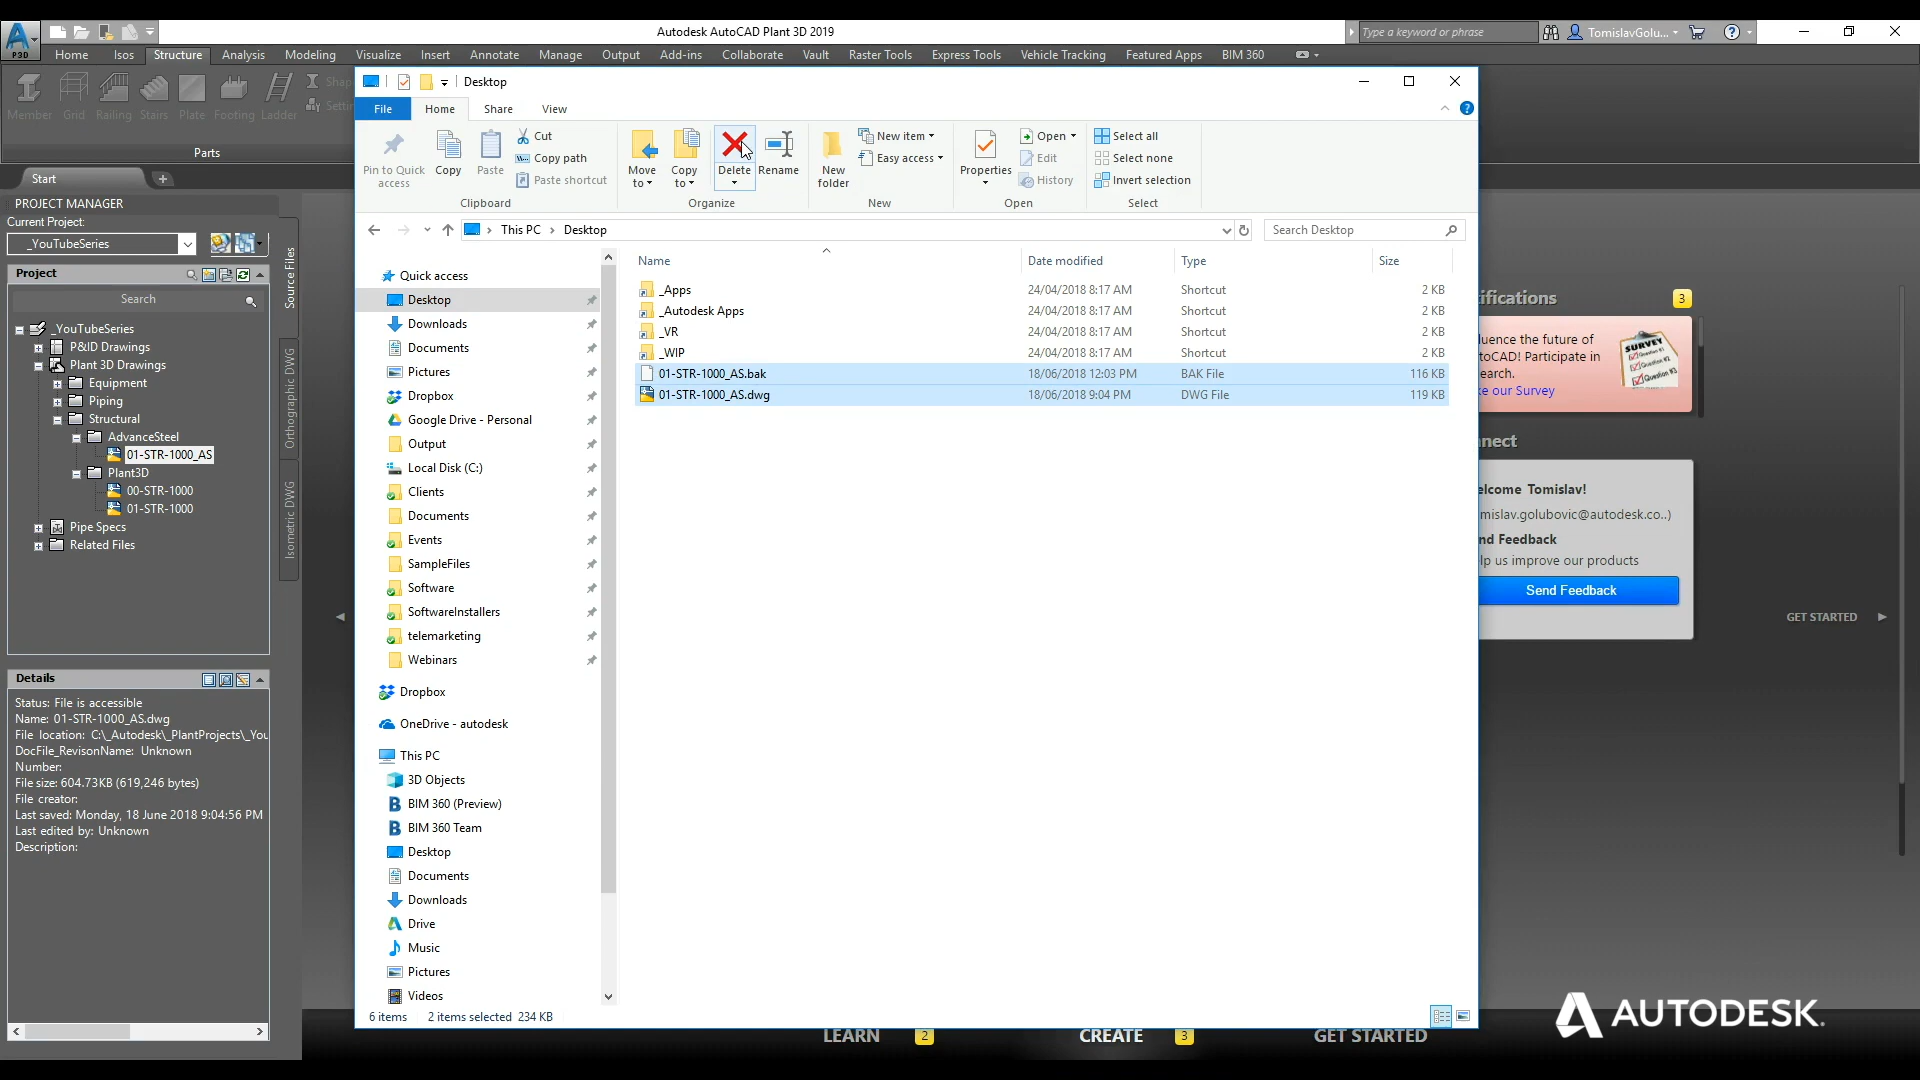 Autodesk AutoCAD Plant 3D 2019
Type a keyword or phrase
TomislavGolu...
P3D
Home Isos Structure Analysis Modeling Visualize Insert Annotate Manage Output Add-ins Collaborate Vault Raster Tools Express Tools Vehicle Tracking Featured Apps BIM 360
Member Grid Railing Stairs Plate Footing Ladder
Parts
Start
PROJECT MANAGER
Current Project:
_YouTubeSeries
Project
Search
_YouTubeSeries
P&ID Drawings
Plant 3D Drawings
Equipment
Piping
Structural
AdvanceSteel
01-STR-1000_AS
Plant3D
00-STR-1000
01-STR-1000
Pipe Specs
Related Files
Source Files
Orthographic DWG
Isometric DWG
Details
Status: File is accessible
Name: 01-STR-1000_AS.dwg
File location: C:\_Autodesk\_PlantProjects\_You
DocFile_RevisonName: Unknown
Number:
File size: 604.73KB (619,246 bytes)
File creator:
Last saved: Monday, 18 June 2018 9:04:56 PM
Last edited by: Unknown
Description:
Desktop
File Home Share View
Pin to Quick access
Copy
Paste
Cut
Copy path
Paste shortcut
Clipboard
Move to
Copy to
Delete
Rename
Organize
New folder
New item
Easy access
New
Properties
Open
Edit
History
Open
Select all
Select none
Invert selection
Select
This PC > Desktop
Search Desktop
Quick access
Desktop
Downloads
Documents
Pictures
Dropbox
Google Drive - Personal
Output
Local Disk (C:)
Clients
Documents
Events
SampleFiles
Software
SoftwareInstallers
telemarketing
Webinars
Dropbox
OneDrive - autodesk
This PC
3D Objects
BIM 360 (Preview)
BIM 360 Team
Desktop
Documents
Downloads
Drive
Music
Pictures
Videos
Name Date modified Type Size
_Apps 24/04/2018 8:17 AM Shortcut 2 KB
_Autodesk Apps 24/04/2018 8:17 AM Shortcut 2 KB
_VR 24/04/2018 8:17 AM Shortcut 2 KB
_WIP 24/04/2018 8:17 AM Shortcut 2 KB
01-STR-1000_AS.bak 18/06/2018 12:03 PM BAK File 116 KB
01-STR-1000_AS.dwg 18/06/2018 9:04 PM DWG File 119 KB
6 items 2 items selected 234 KB
ifications 3
luence the future of
toCAD! Participate in
earch.
ke our Survey
SURVEY
Question #1
Question #2
Question #3
nnect
elcome Tomislav!
mislav.golubovic@autodesk.co..)
nd Feedback
lp us improve our products
Send Feedback
GET STARTED
LEARN 2 CREATE 3 GET STARTED
AUTODESK.